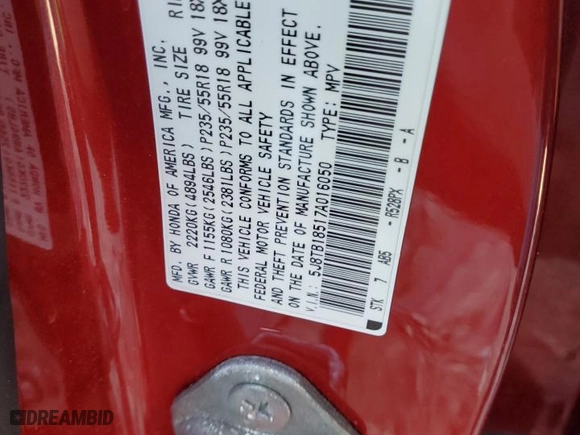 MFD. BY HONDA OF AMERICA MFG., INC.
GVWR 2220KG(4894LBS) TIRE SIZE
GAWR F 1155KG(2546LBS)P235/55R18 99V 18X
GAWR R 1080KG(2381LBS)P235/55R18 99V 18X
THIS VEHICLE CONFORMS TO ALL APPLICABLE
FEDERAL MOTOR VEHICLE SAFETY
AND THEFT PREVENTION STANDARDS IN EFFECT
ON THE DATE OF MANUFACTURE SHOWN ABOVE.
V.I.N.: 5J8TB18517A016050 TYPE: MPV
STK 7 AB5 - R528PX - B - A
DREAMBID